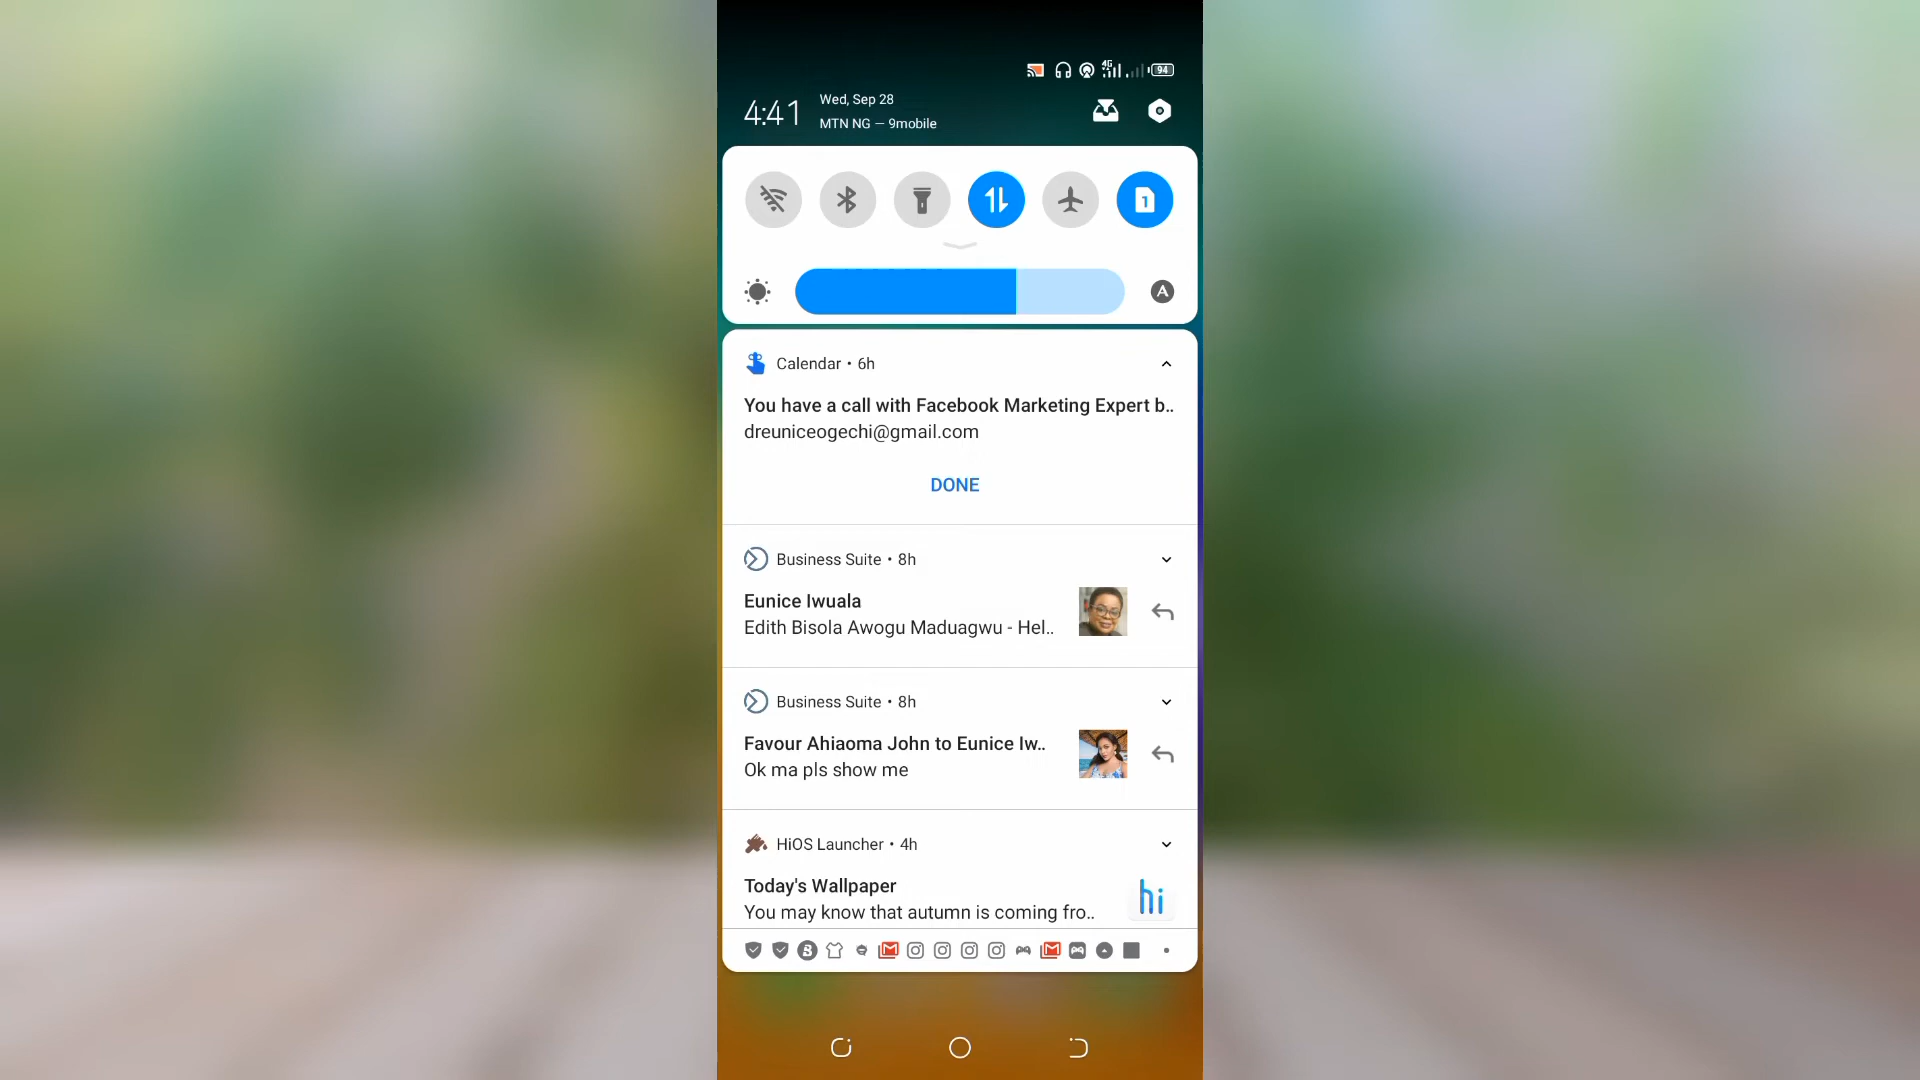 4G
94
4:41
Wed, Sep 28
MTN NG — 9mobile
1
A
Calendar • 6h
You have a call with Facebook Marketing Expert b..
dreuniceogechi@gmail.com
DONE
Business Suite • 8h
Eunice Iwuala
Edith Bisola Awogu Maduagwu - Hel..
Business Suite • 8h
Favour Ahiaoma John to Eunice Iw..
Ok ma pls show me
HiOS Launcher • 4h
Today's Wallpaper
You may know that autumn is coming fro..
hi